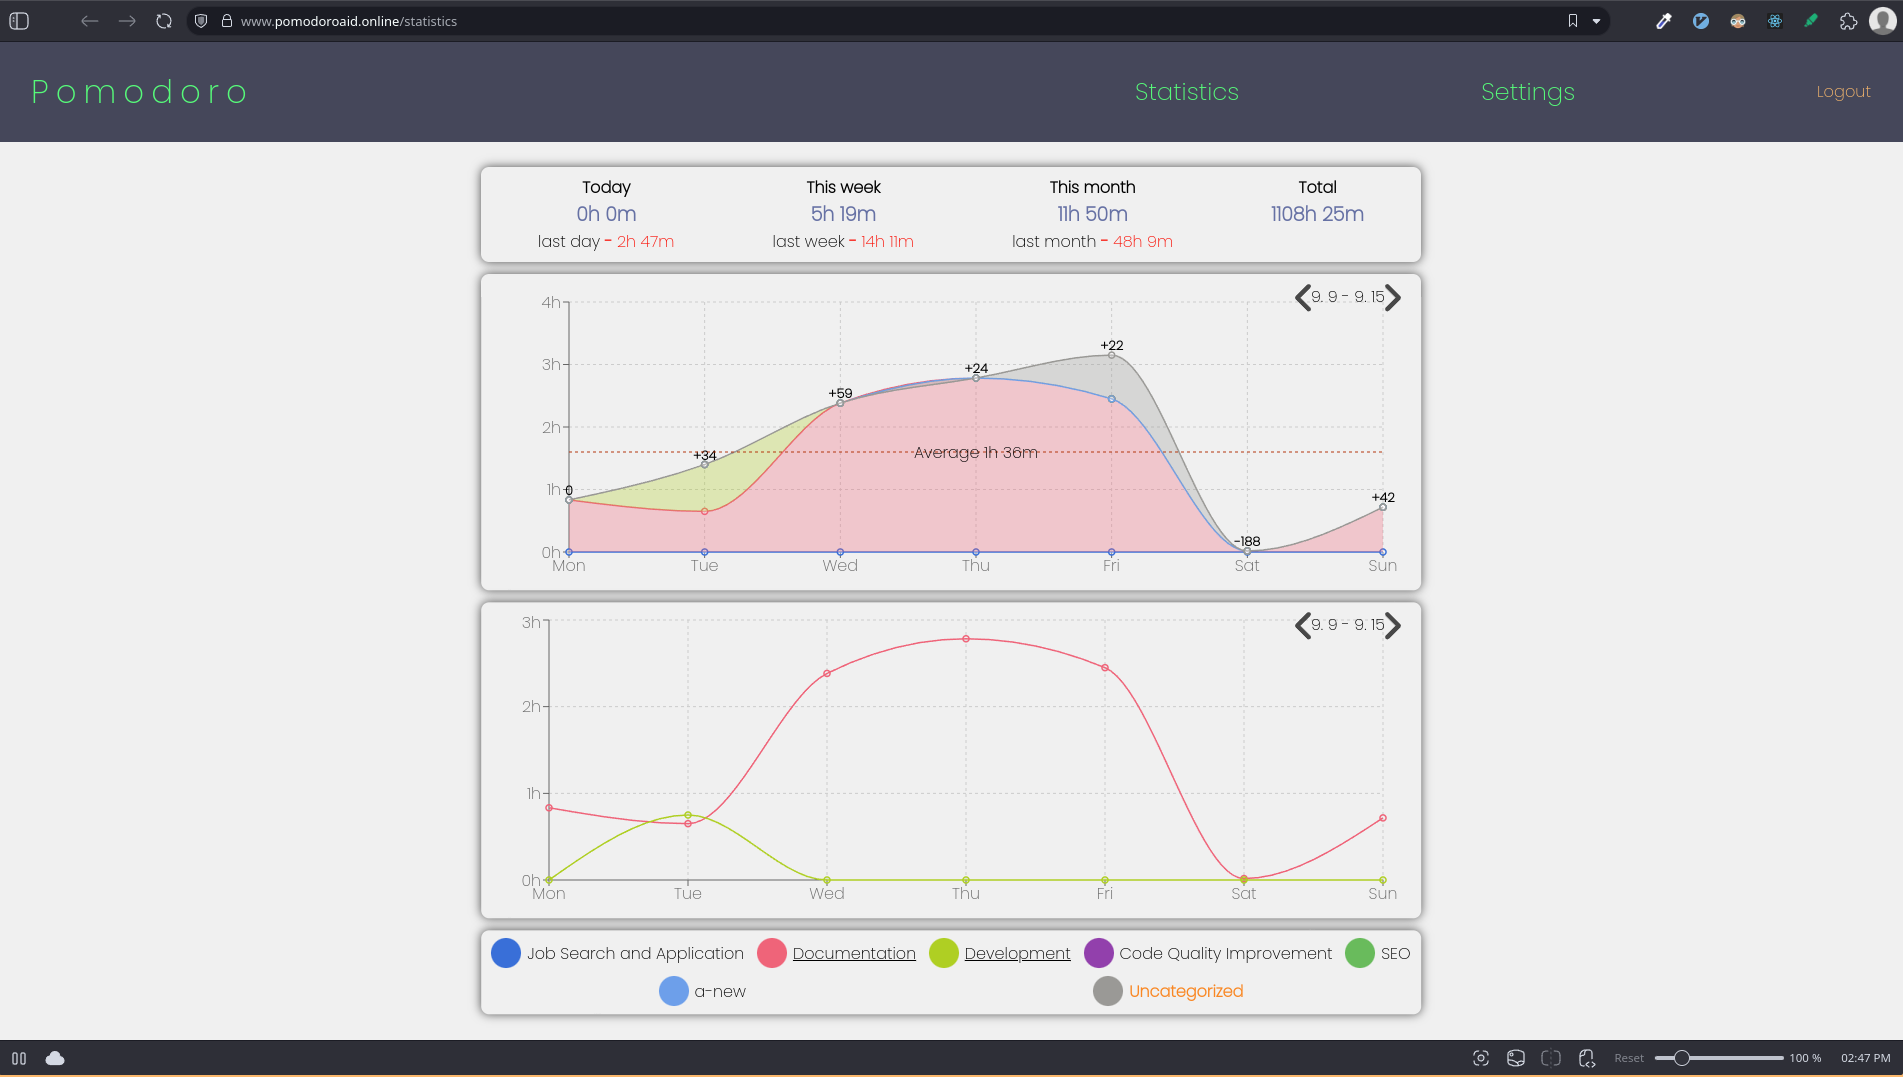 www.pomodoroaid.online/statistics
Pomodoro Statistics Settings Logout
Today This week This month Total
0h 0m 5h 19m 11h 50m 1108h 25m
last day - 2h 47m last week - 14h 11m last month - 48h 9m
9. 9 - 9. 15
4h
3h
2h
1h
0h
0
+34
+59
+24
+22
-188
+42
Average 1h 36m
Mon Tue Wed Thu Fri Sat Sun
9. 9 - 9. 15
3h
2h
1h
0h
Mon Tue Wed Thu Fri Sat Sun
Job Search and Application Documentation Development Code Quality Improvement SEO
a-new Uncategorized
Reset 100 % 02:47 PM